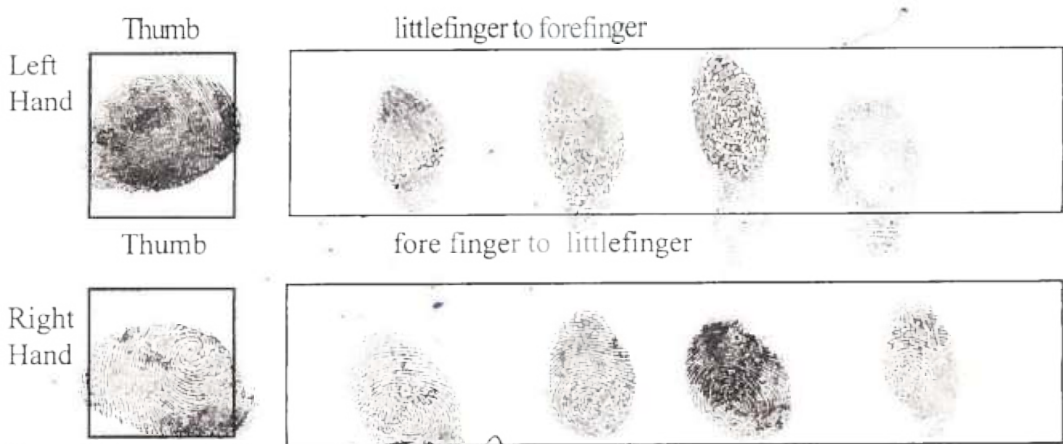 Thumb littlefinger to forefinger
Left
Hand
Thumb fore finger to littlefinger
Right
Hand